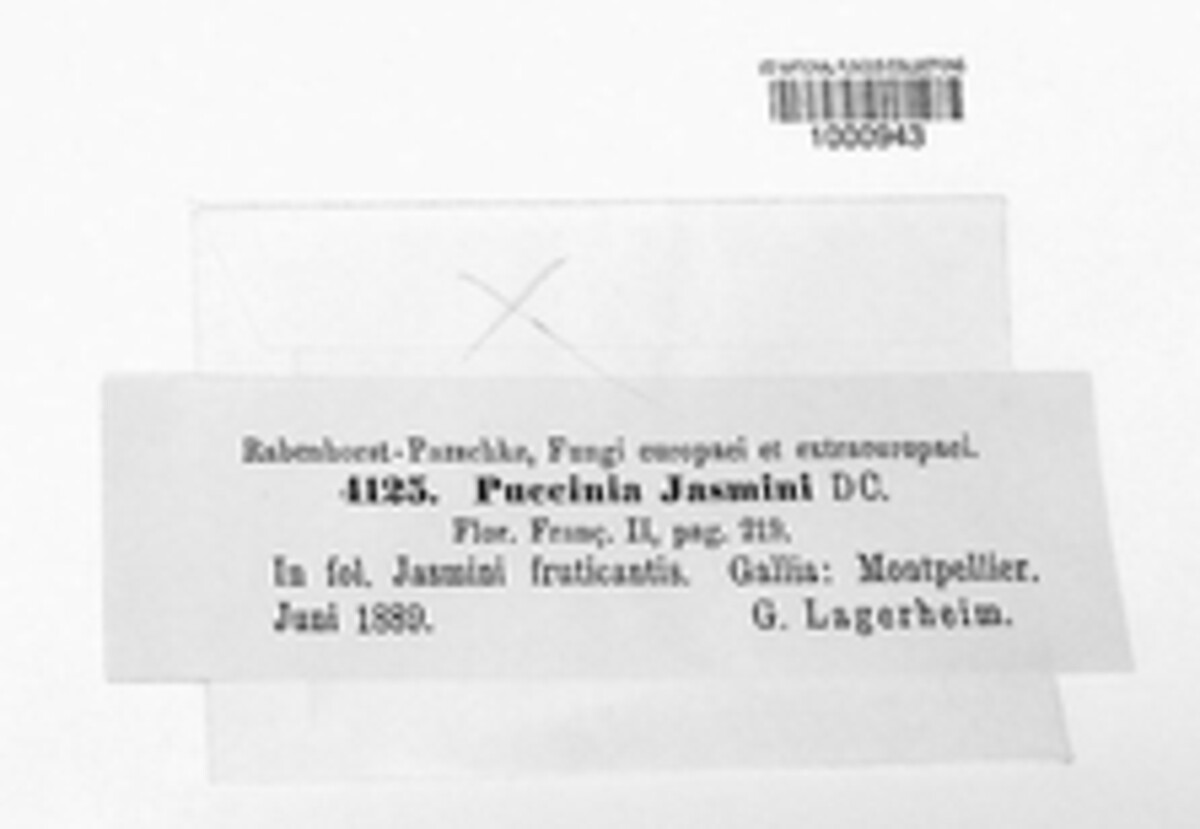 1000943
Rabenhorst-Pazschke, Fungi europaei et extraeuropaei.
4125. Puccinia Jasmini DC.
Flor. Franç. II, pag. 219.
In fol. Jasmini fruticantis. Gallia: Montpellier.
Juni 1889. G. Lagerheim.